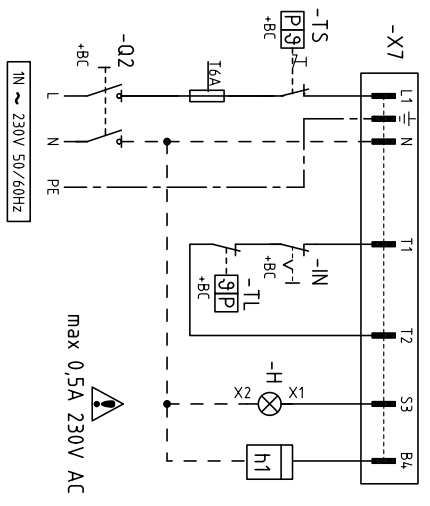 -X7
L1
N
T1
T2
S3
B4
-TS
P ϑ
+BC
-Q2
+BC
T6A
L
N
PE
1N ~ 230V 50/60Hz
-IN
+BC
-TL
ϑ P
+BC
-H
X2
X1
h1
!
max 0,5A 230V AC